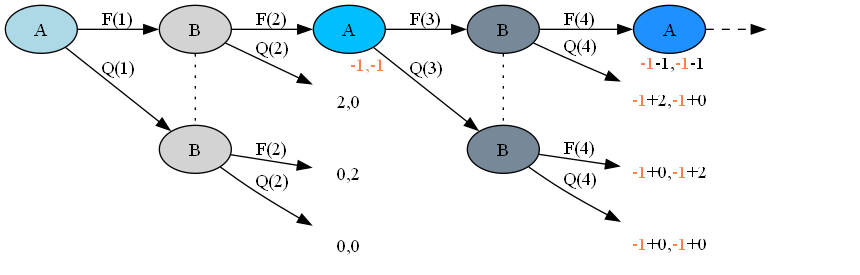 A F(1) B F(2) A F(3) B F(4) A
Q(1) Q(2) Q(3) Q(4)
-1,-1 -1-1,-1-1
2,0 -1+2,-1+0
B F(2) B F(4)
0,2 -1+0,-1+2
Q(2) Q(4)
0,0 -1+0,-1+0